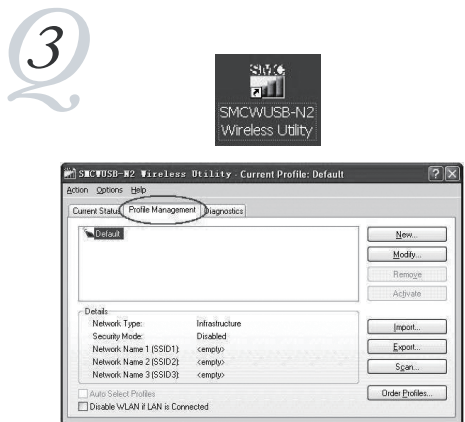 3
SMC
SMCWUSB-N2
Wireless Utility
SMCWUSB-N2 Wireless Utility - Current Profile: Default
Action Options Help
Current Status Profile Management Diagnostics
Default
New...
Modify...
Remove
Activate
Details
Network Type: Infrastructure
Security Mode: Disabled
Network Name 1 (SSID1): <empty>
Network Name 2 (SSID2): <empty>
Network Name 3 (SSID3): <empty>
Import...
Export...
Scan...
Auto Select Profiles
Disable WLAN if LAN is Connected
Order Profiles...